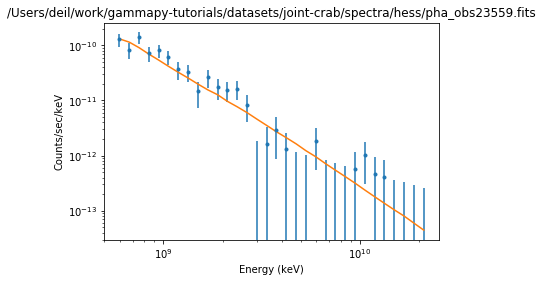 /Users/deil/work/gammapy-tutorials/datasets/joint-crab/spectra/hess/pha_obs23559.fits
Counts/sec/keV
10⁻¹⁰
10⁻¹¹
10⁻¹²
10⁻¹³
10⁹
10¹⁰
Energy (keV)